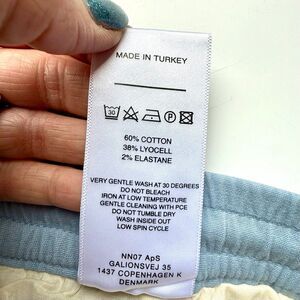 MADE IN TURKEY
30
P
60% COTTON
38% LYOCELL
2% ELASTANE
VERY GENTLE WASH AT 30 DEGREES
DO NOT BLEACH
IRON AT LOW TEMPERATURE
GENTLE CLEANING WITH PCE
DO NOT TUMBLE DRY
WASH INSIDE OUT
LOW SPIN CYCLE
NN07 ApS
GALIONSVEJ 35
1437 COPENHAGEN K
DENMARK